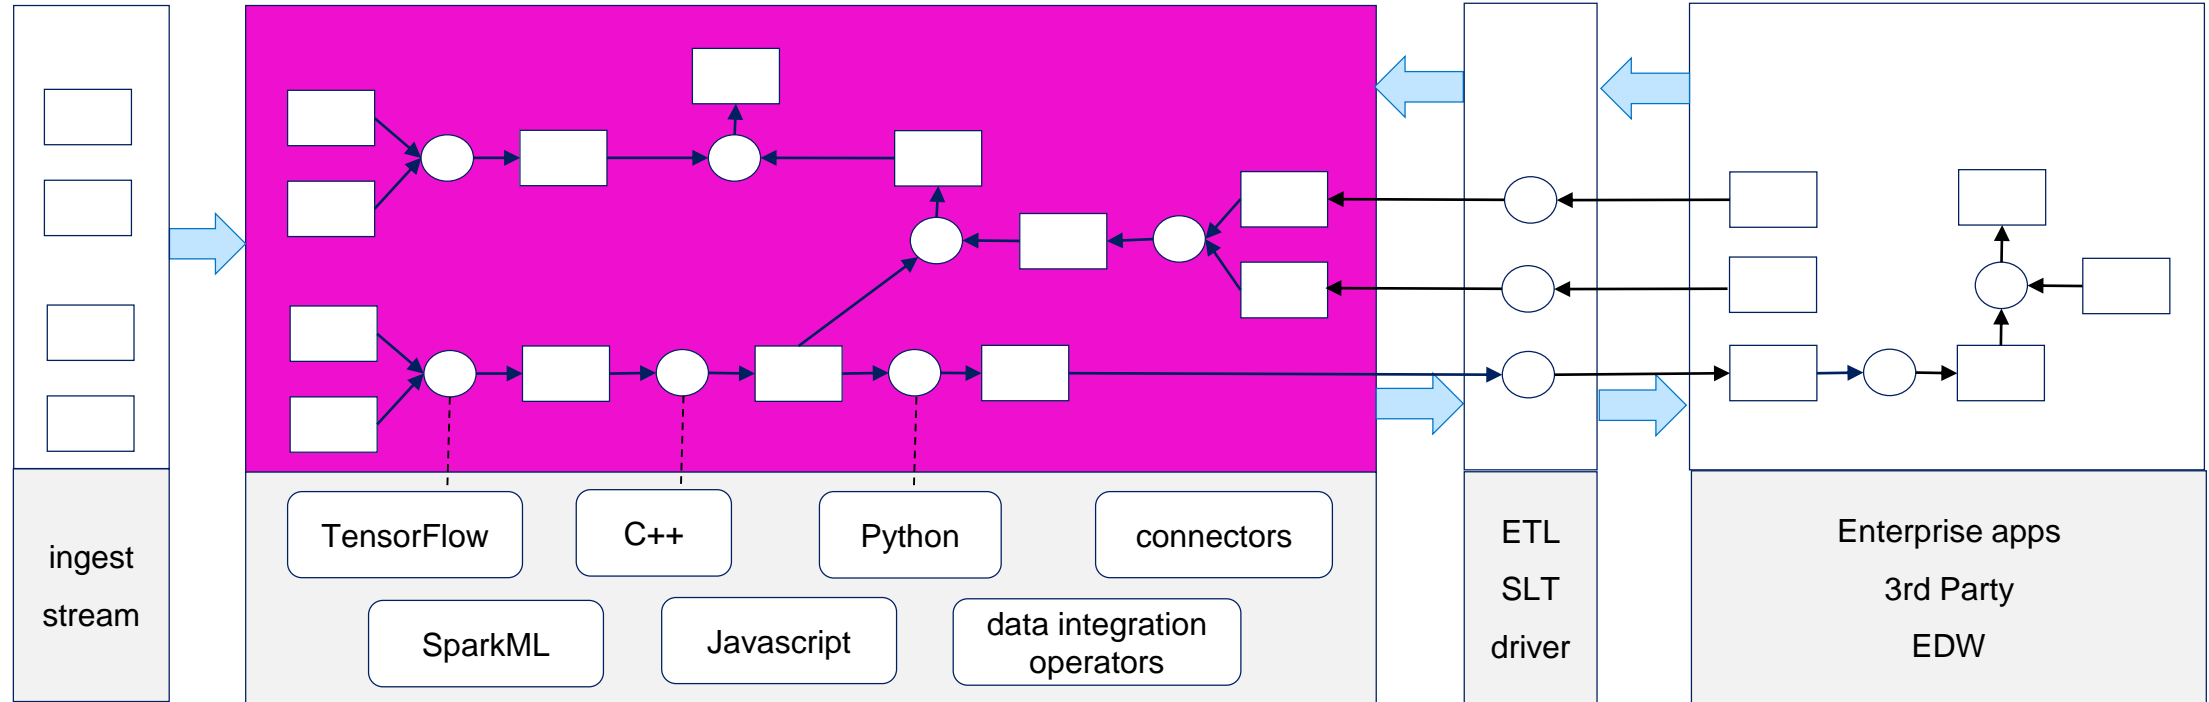 ingest
stream
TensorFlow
C++
Python
connectors
SparkML
Javascript
data integration
operators
ETL
SLT
driver
Enterprise apps
3rd Party
EDW